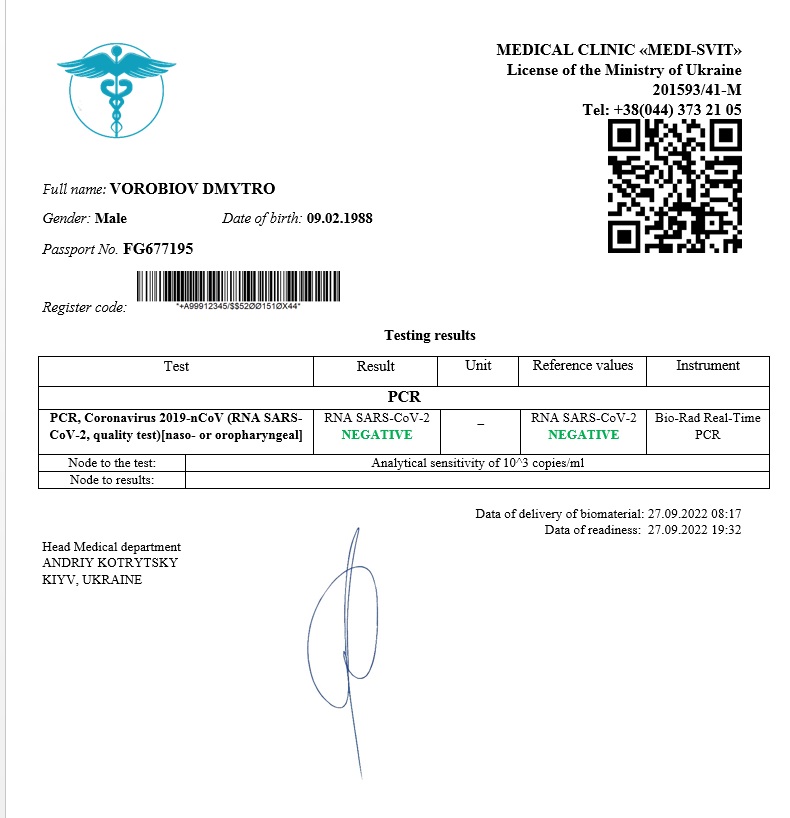 MEDICAL CLINIC «MEDI-SVIT»
License of the Ministry of Ukraine
201593/41-M
Tel: +38(044) 373 21 05
Full name: VOROBIOV DMYTRO
Gender: Male Date of birth: 09.02.1988
Passport No. FG677195
Register code:
*+A99912345/$$52ØØ151ØX44*
Testing results
Test Result Unit Reference values Instrument
PCR
PCR, Coronavirus 2019-nCoV (RNA SARS-CoV-2, quality test)[naso- or oropharyngeal] RNA SARS-CoV-2 NEGATIVE – RNA SARS-CoV-2 NEGATIVE Bio-Rad Real-Time PCR
Node to the test: Analytical sensitivity of 10^3 copies/ml
Node to results:
Data of delivery of biomaterial: 27.09.2022 08:17
Data of readiness: 27.09.2022 19:32
Head Medical department
ANDRIY KOTRYTSKY
KIYV, UKRAINE